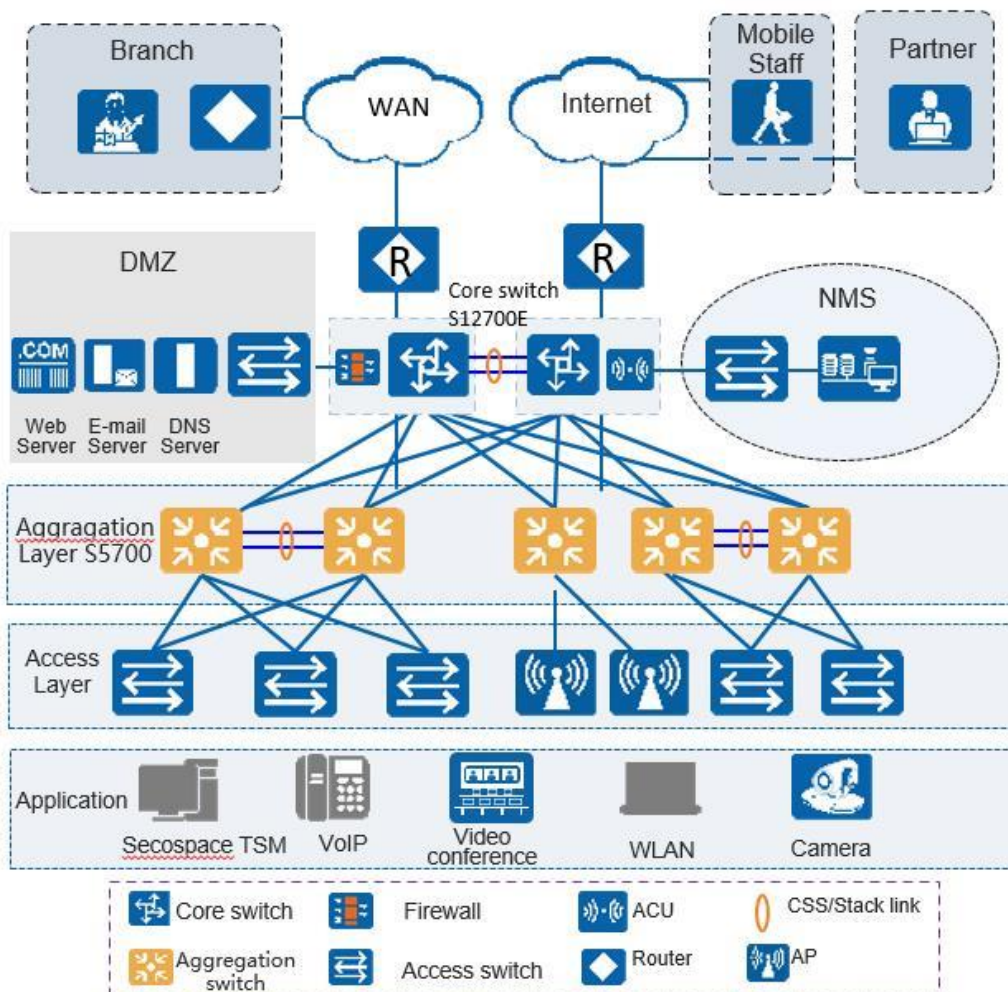 Branch
WAN
Internet
Mobile
Staff
Partner
DMZ
R
R
Core switch
S12700E
NMS
.COM
Web
Server
E-mail
Server
DNS
Server
Aggragation
Layer S5700
Access
Layer
Application
Secospace TSM
VoIP
Video
conference
WLAN
Camera
Core switch
Firewall
ACU
CSS/Stack link
Aggregation
switch
Access switch
Router
AP